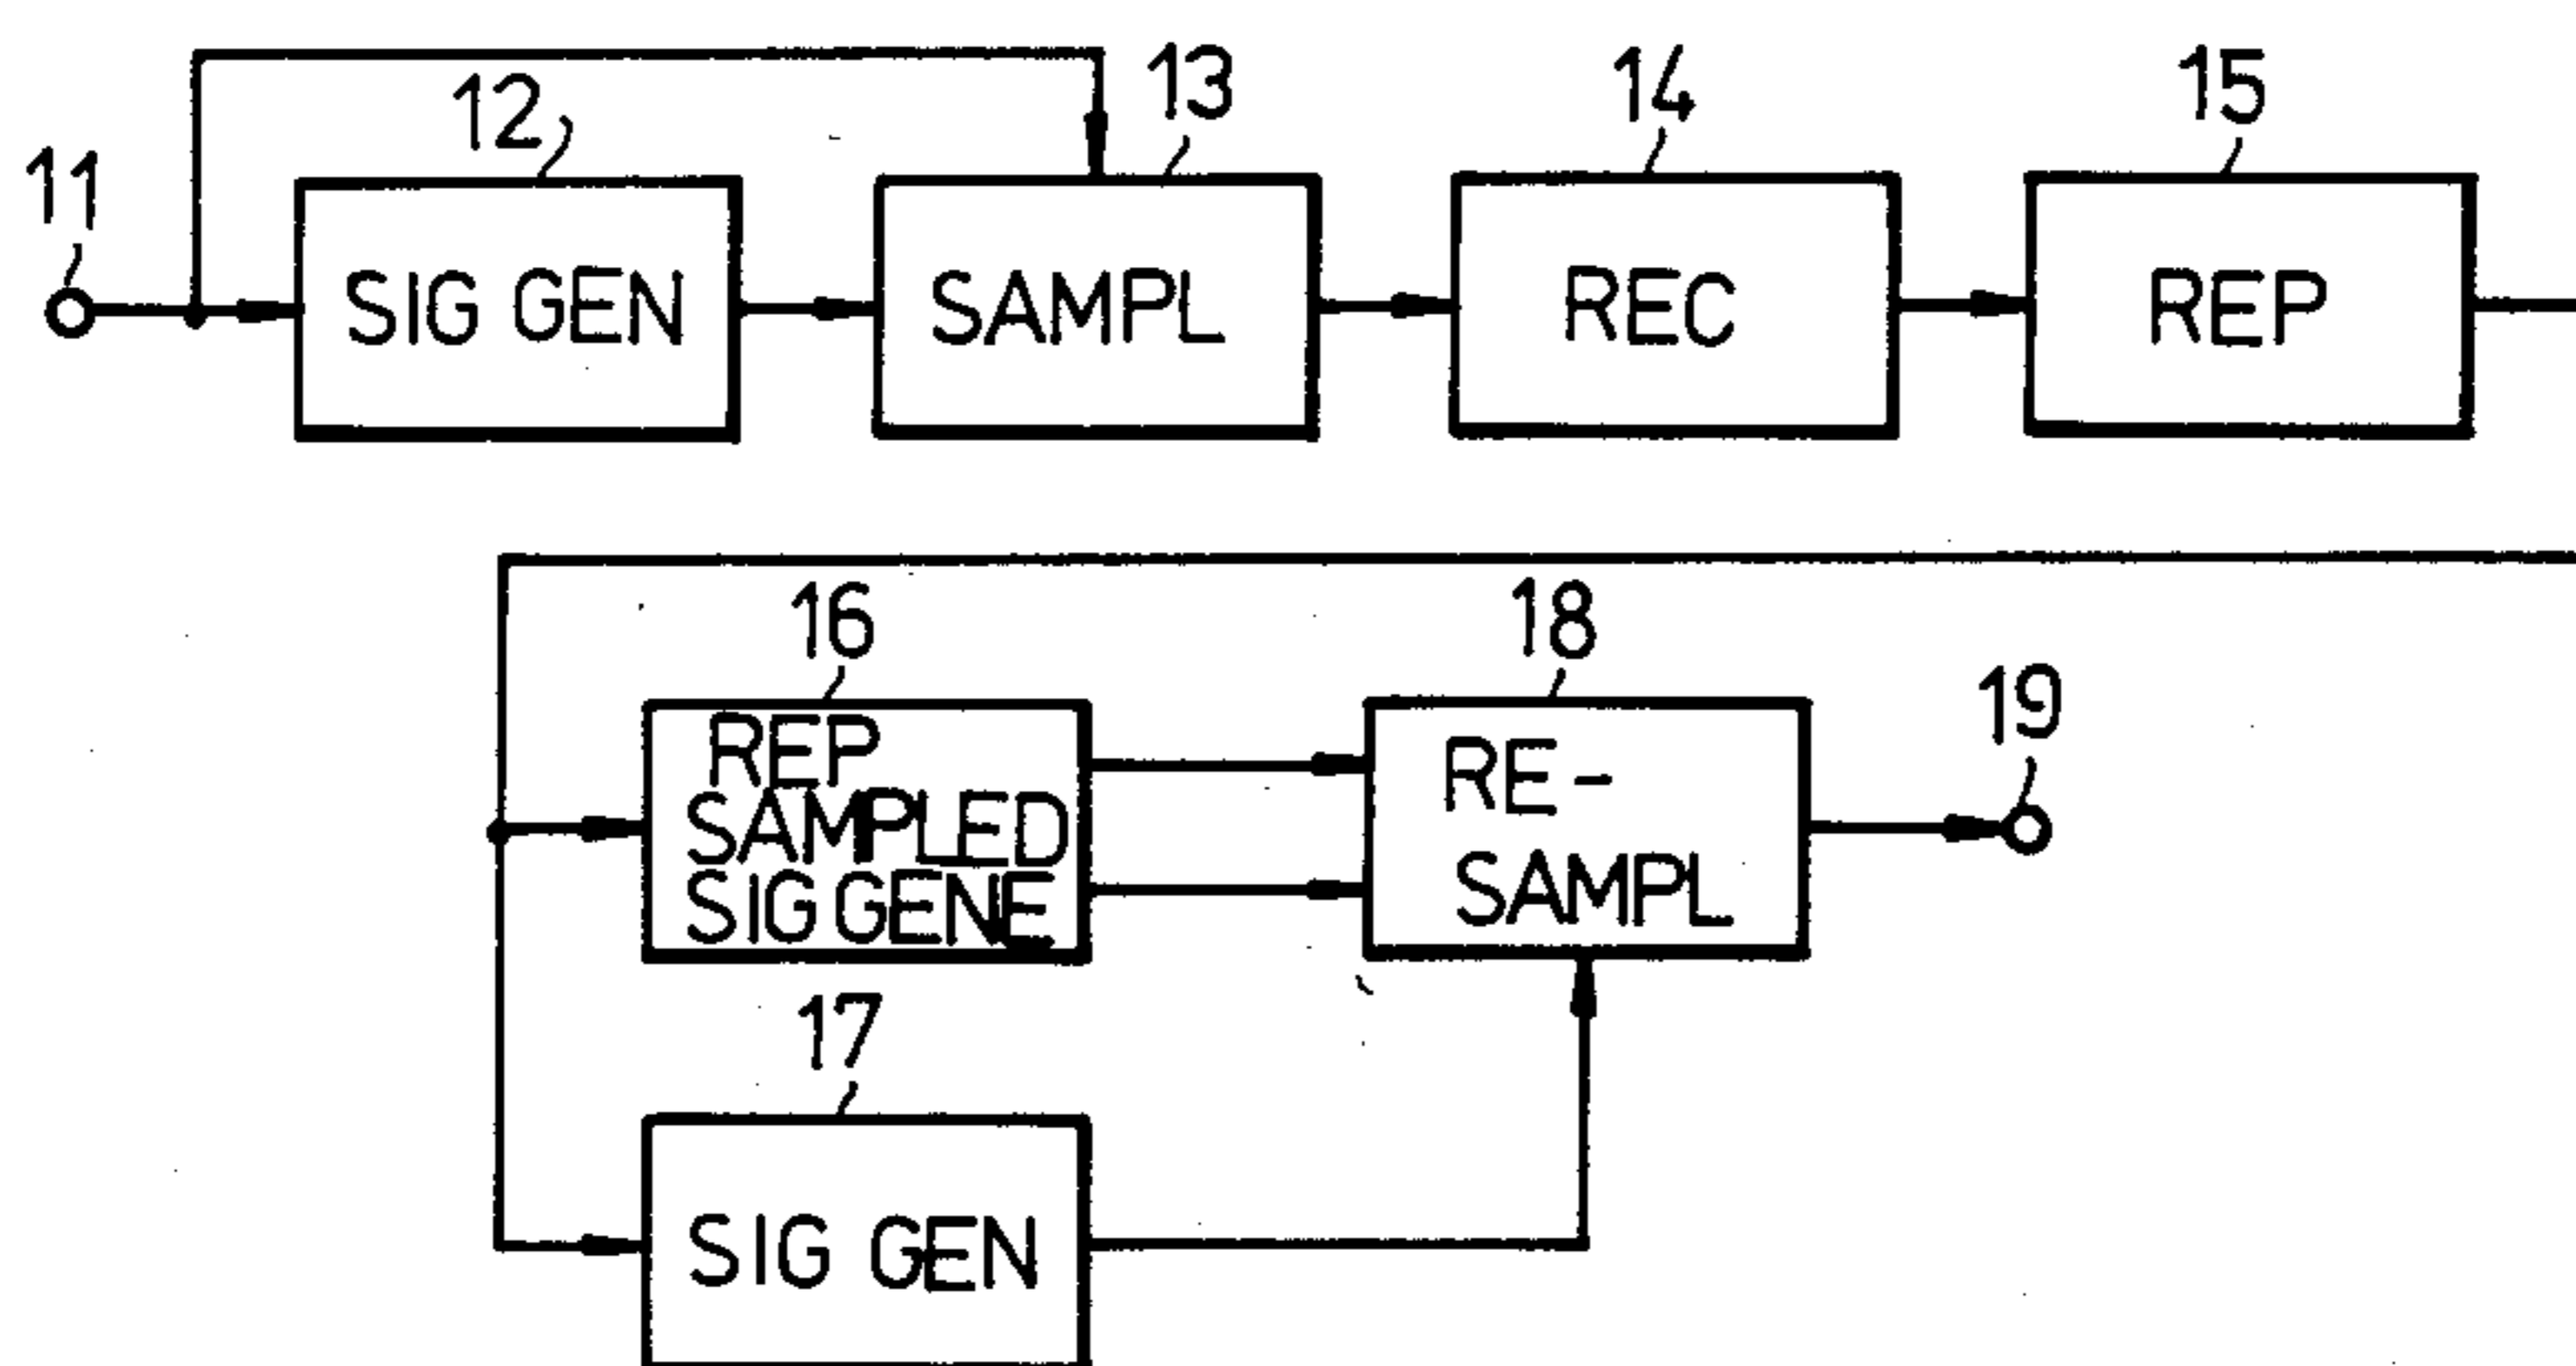 11
12
13
14
15
SIG GEN
SAMPL
REC
REP
16
18
19
REP
SAMPLED
SIG GENE
RE-
SAMPL
17
SIG GEN